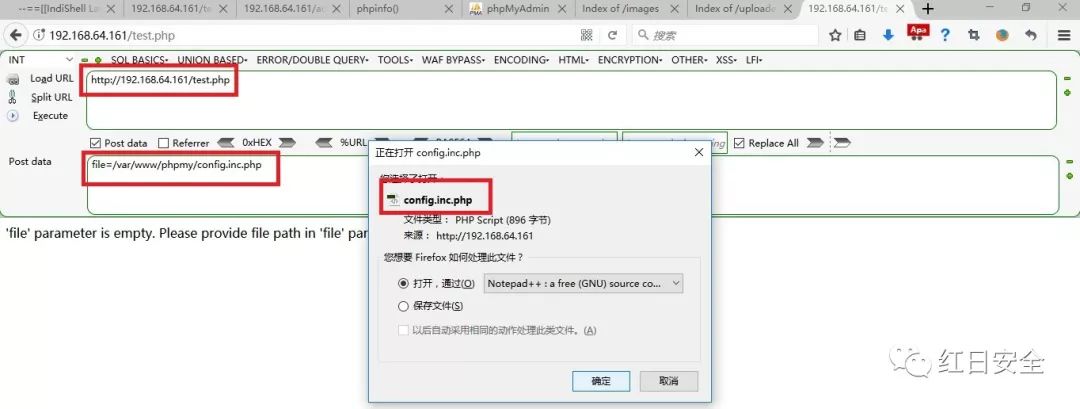 --==[[IndiShell La
192.168.64.161/te
192.168.64.161/ac
phpinfo()
phpMyAdmin
Index of /images
Index of /uploade
192.168.64.161/te
192.168.64.161/test.php
搜索
INT
SQL BASICS
UNION BASED
ERROR/DOUBLE QUERY
TOOLS
WAF BYPASS
ENCODING
HTML
ENCRYPTION
OTHER
XSS
LFI
Load URL
http://192.168.64.161/test.php
Split URL
Execute
Post data
Referrer
0xHEX
%URL
BASE64
Replace All
Post data
file=/var/www/phpmy/config.inc.php
'file' parameter is empty. Please provide file path in 'file' par
正在打开 config.inc.php
您选择了打开：
config.inc.php
文件类型： PHP Script (896 字节)
来源： http://192.168.64.161
您想要 Firefox 如何处理此文件？
打开，通过(O)
Notepad++ : a free (GNU) source co...
保存文件(S)
以后自动采用相同的动作处理此类文件。(A)
确定
取消
红日安全